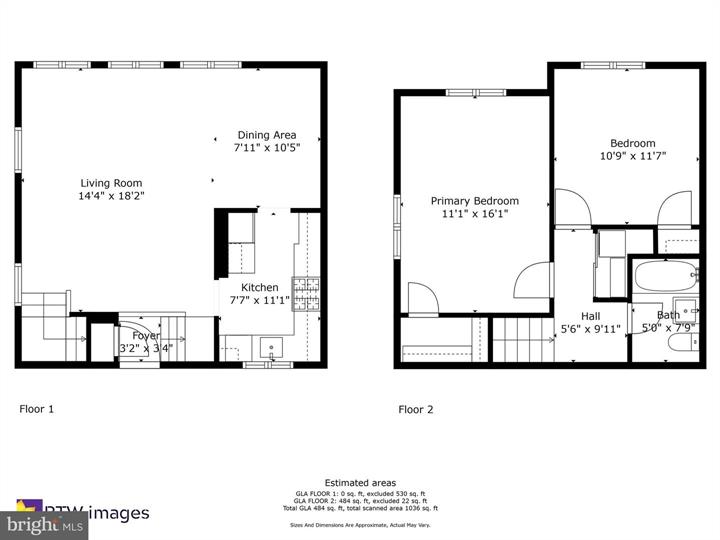 Dining Area
7'11" x 10'5"
Living Room
14'4" x 18'2"
Kitchen
7'7" x 11'1"
Foyer
3'2" x 3'4"
Bedroom
10'9" x 11'7"
Primary Bedroom
11'1" x 16'1"
Hall
5'6" x 9'11"
Bath
5'0" x 7'9"
Floor 1
Floor 2
Estimated areas
GLA FLOOR 1: 0 sq. ft, excluded 530 sq. ft
GLA FLOOR 2: 484 sq. ft, excluded 22 sq. ft
Total GLA 484 sq. ft, total scanned area 1036 sq. ft
Sizes And Dimensions Are Approximate, Actual May Vary.
RTW images
bright MLS